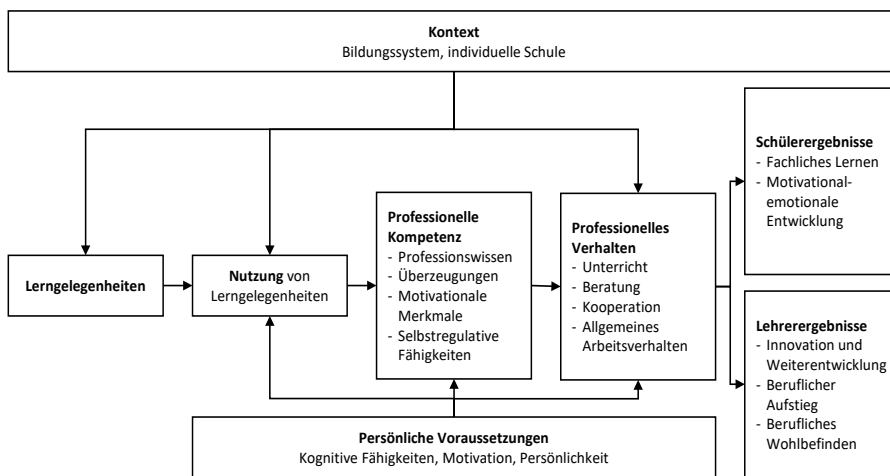 Kontext
Bildungssystem, individuelle Schule
Lerngelegenheiten
Nutzung von
Lerngelegenheiten
Professionelle
Kompetenz
- Professionswissen
- Überzeugungen
- Motivationale
Merkmale
- Selbstregulative
Fähigkeiten
Professionelles
Verhalten
- Unterricht
- Beratung
- Kooperation
- Allgemeines
Arbeitsverhalten
Schülerergebnisse
- Fachliches Lernen
- Motivational-
emotionale
Entwicklung
Lehrerergebnisse
- Innovation und
Weiterentwicklung
- Beruflicher
Aufstieg
- Berufliches
Wohlbefinden
Persönliche Voraussetzungen
Kognitive Fähigkeiten, Motivation, Persönlichkeit